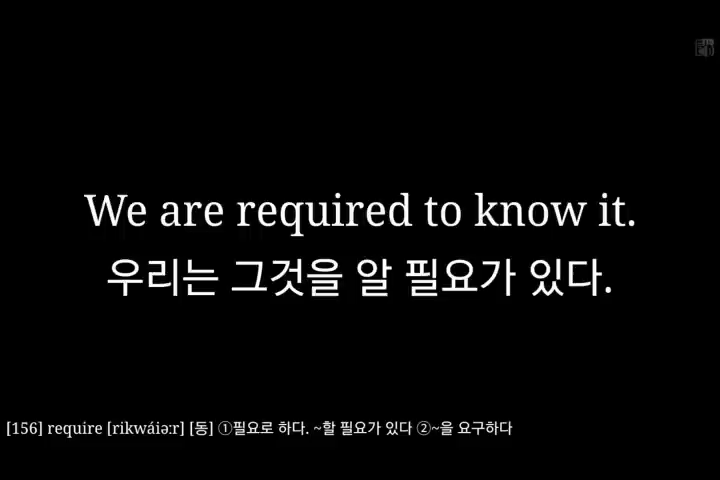 We are required to know it.
우리는 그것을 알 필요가 있다.
[156] require [rikwáiə:r] [동] ①필요로 하다. ~할 필요가 있다 ②~을 요구하다